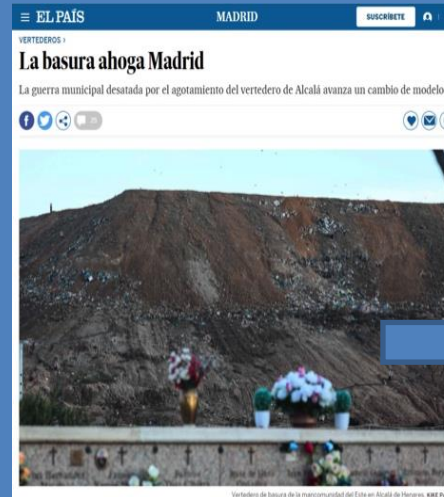 EL PAÍS
MADRID
SUSCRÍBETE
VERTEDEROS ›
La basura ahoga Madrid
La guerra municipal desatada por el agotamiento del vertedero de Alcalá avanza un cambio de modelo
Vertedero de basura de la mancomunidad del Este en Alcalá de Henares.